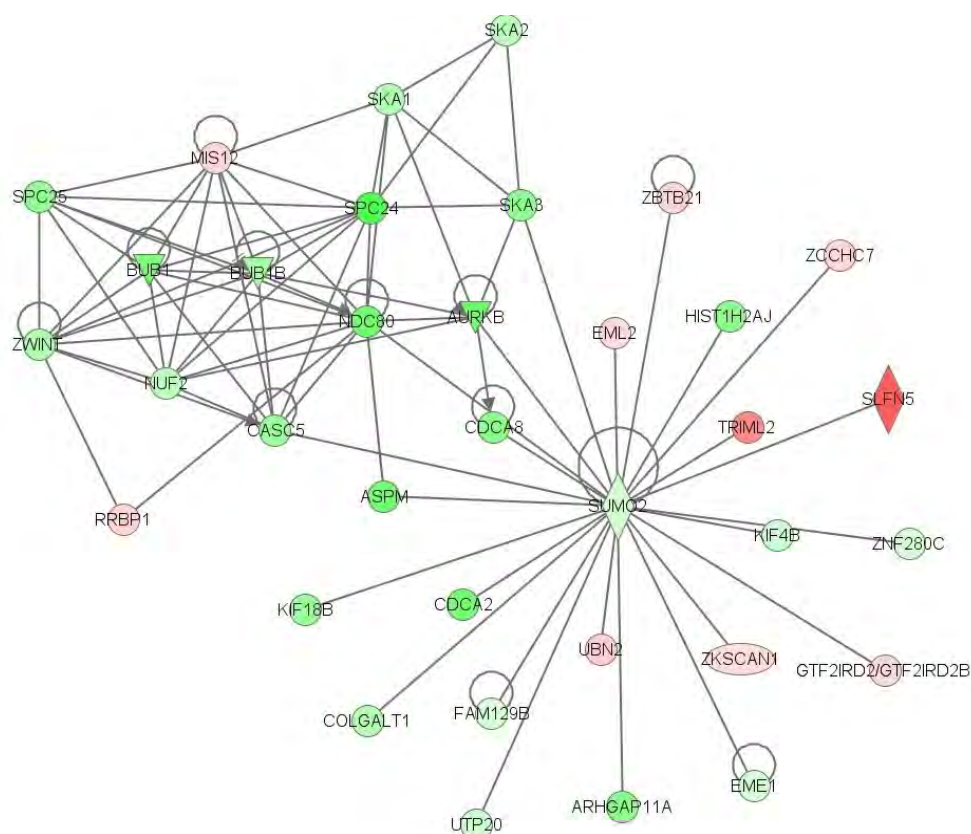 SKA2
SKA1
MIS12
SPC25
SPC24
SKA3
ZBTB21
ZCCHC7
BUB1
BUB1B
NDC80
AURKB
HIST1H2AJ
EML2
ZWINT
NUF2
CASC5
CDCA8
TRIML2
SLFN5
RRBP1
ASPM
SUMO2
KIF4B
ZNF280C
KIF18B
CDCA2
UBN2
ZKSCAN1
GTF2IRD2/GTF2IRD2B
COLGALT1
FAM129B
EME1
UTP20
ARHGAP11A